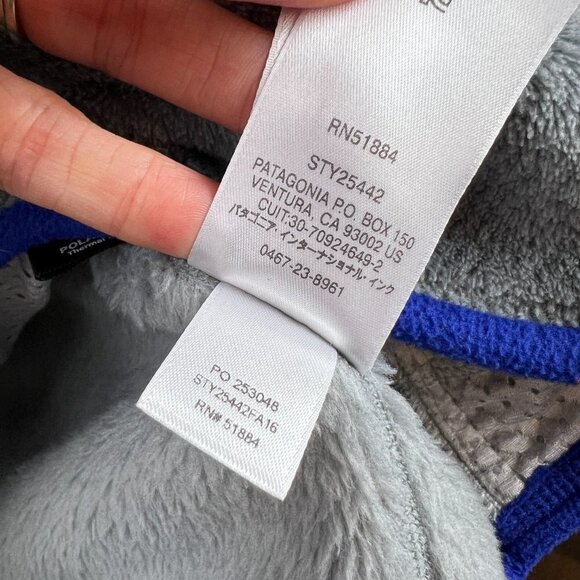 RN51884
STY25442
PATAGONIA P.O. BOX 150
VENTURA, CA 93002 US
CUIT:30-70924649-2
パタゴニア・インターナショナル・インク
0467-23-8961
POLA
Thermal
PO 253048
STY25442FA16
RN# 51884